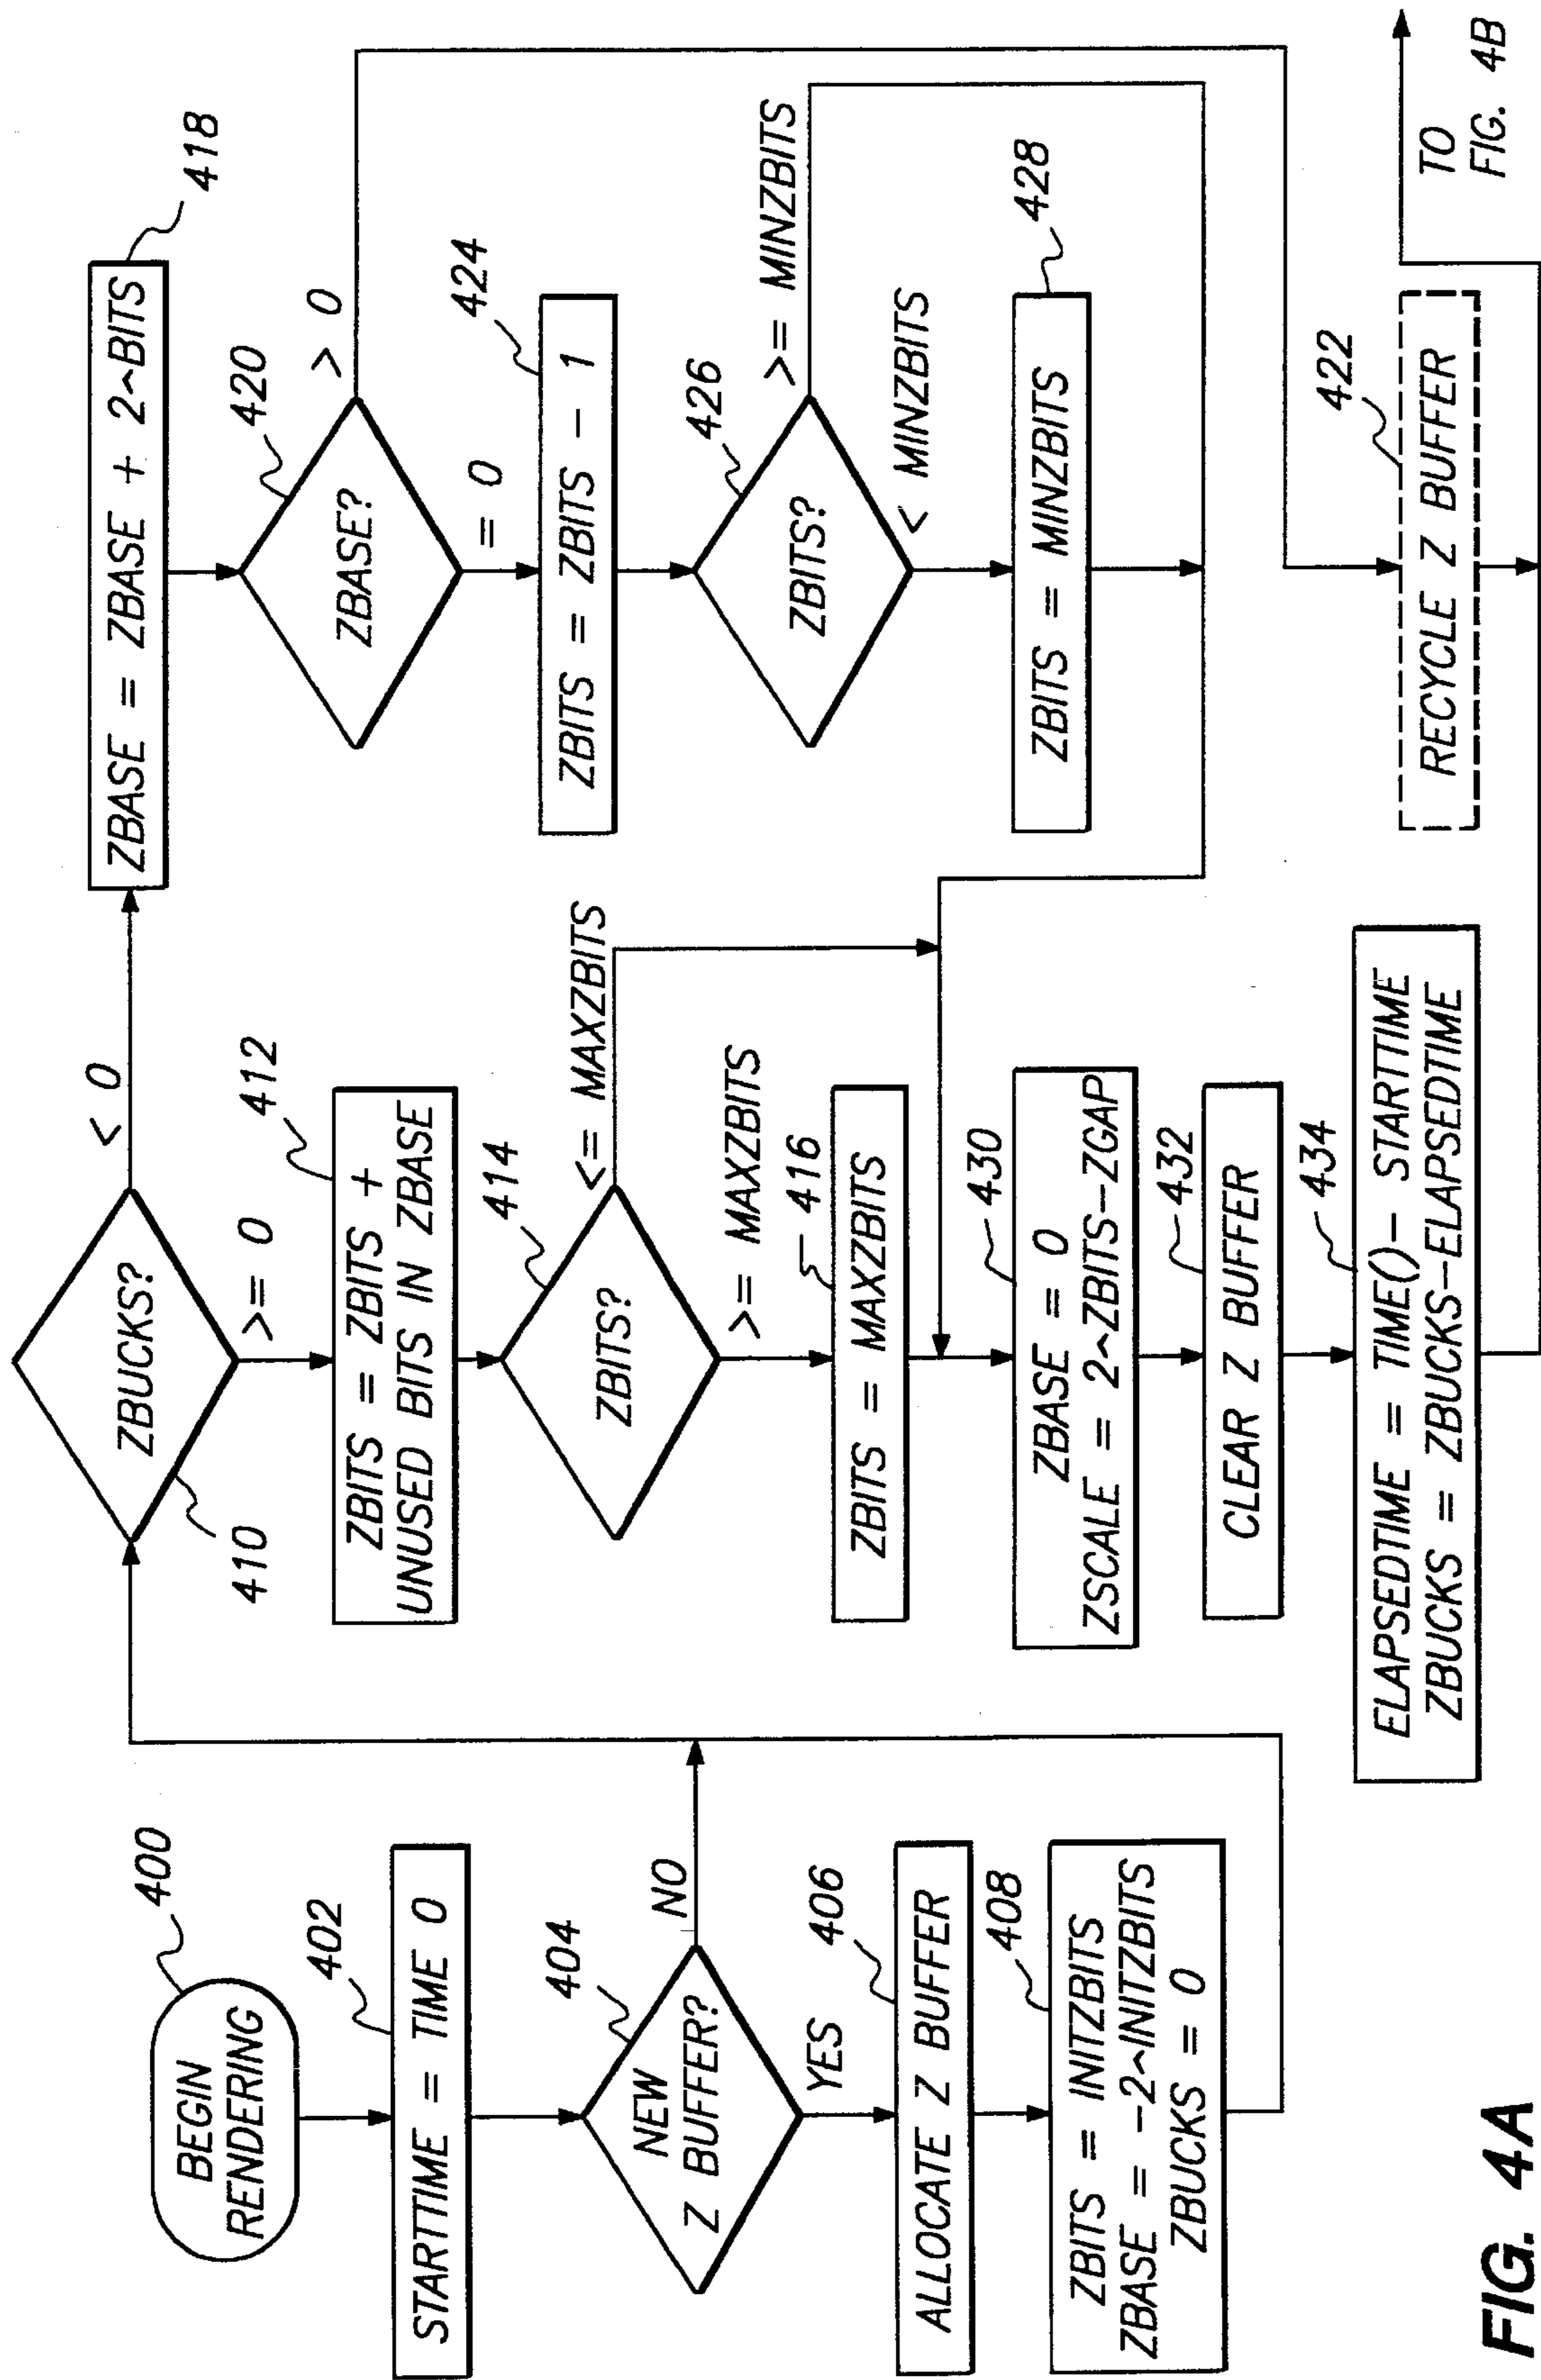 BEGIN
RENDERING
400
STARTTIME = TIME 0
402
NEW
Z BUFFER?
404
NO
YES
ALLOCATE Z BUFFER
406
ZBITS = INITZBITS
ZBASE = -2^INITZBITS
ZBUCKS = 0
408
ZBUCKS?
410
< 0
>= 0
ZBITS = ZBITS +
UNUSED BITS IN ZBASE
412
ZBITS?
414
<= MAXZBITS
>= MAXZBITS
ZBITS = MAXZBITS
416
ZBASE = 0
ZSCALE = 2^ZBITS-ZGAP
430
CLEAR Z BUFFER
432
ELAPSEDTIME = TIME()- STARTTIME
ZBUCKS = ZBUCKS-ELAPSEDTIME
434
ZBASE = ZBASE + 2^BITS
418
ZBASE?
420
> 0
= 0
ZBITS = ZBITS - 1
424
ZBITS?
426
>= MINZBITS
< MINZBITS
ZBITS = MINZBITS
428
RECYCLE Z BUFFER
422
TO
FIG. 4B
FIG. 4A